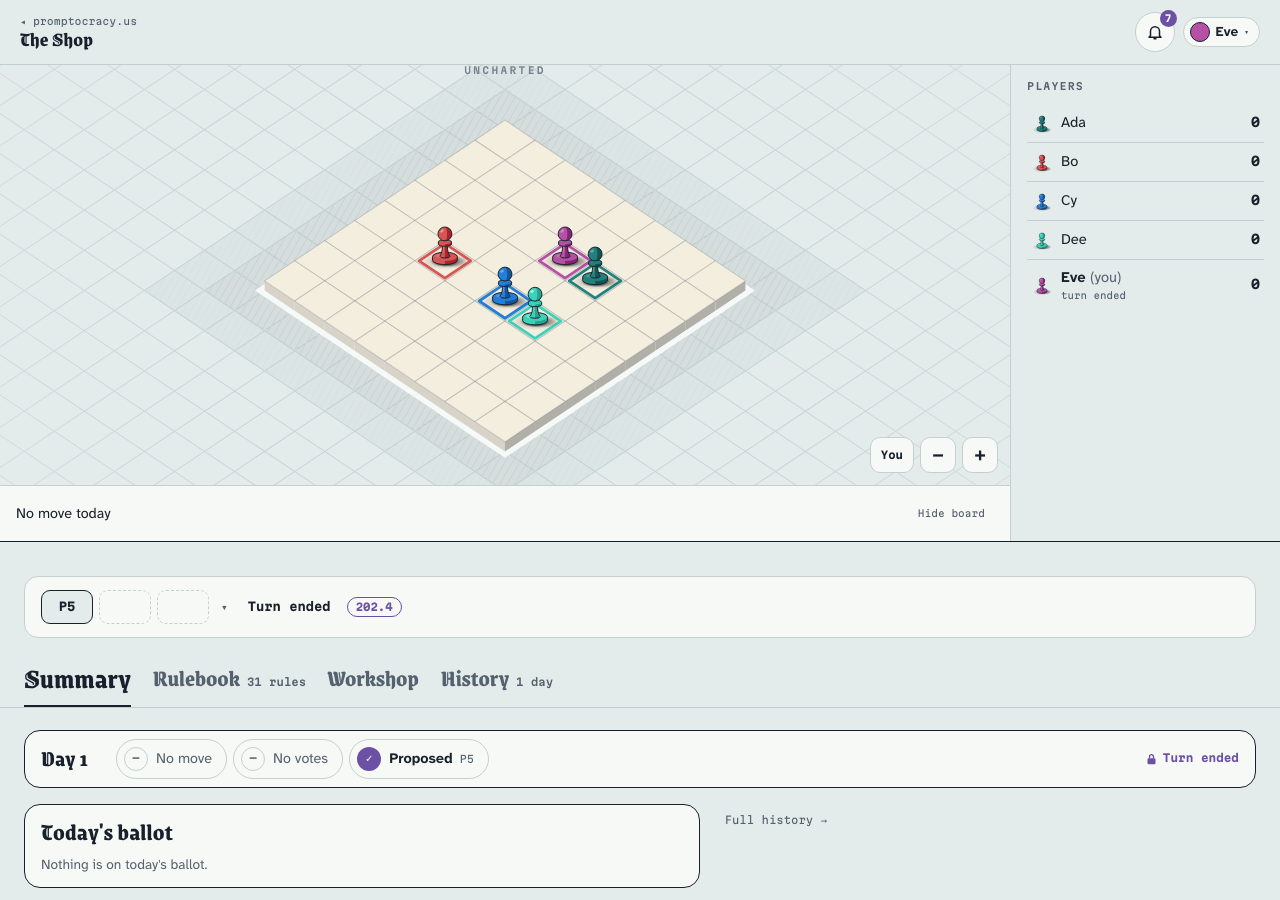 ◂ promptocracy.us
The Shop
7
Eve ▾
UNCHARTED
You
−
+
No move today
Hide board
PLAYERS
Ada 0
Bo 0
Cy 0
Dee 0
Eve (you) 0
turn ended
P5 ▾ Turn ended 202.4
Summary Rulebook 31 rules Workshop History 1 day
Day 1 – No move – No votes ✓ Proposed P5 Turn ended
Today's ballot
Nothing is on today's ballot.
Full history →